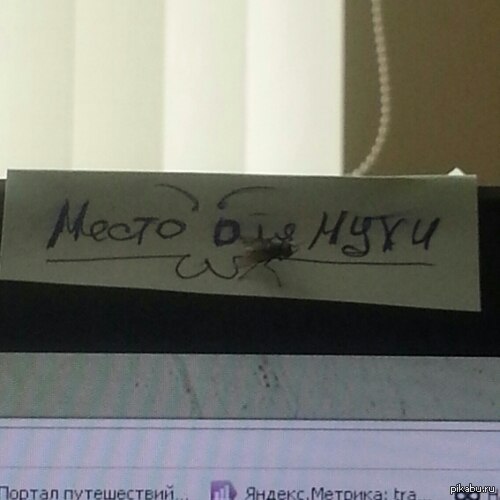 Место для мухи
Портал путешествий...
Яндекс.Метрика: tra
pikabu.ru